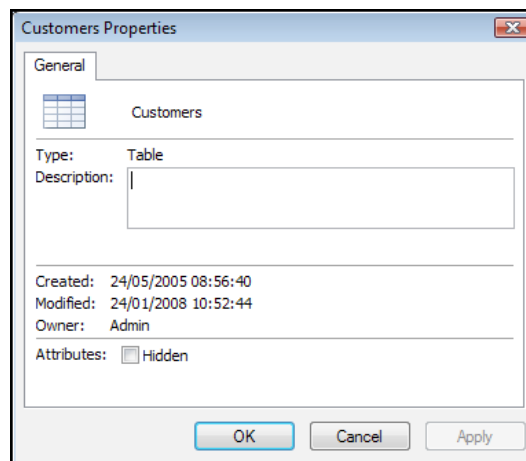 Customers Properties
General
Customers
Type: Table
Description:
Created: 24/05/2005 08:56:40
Modified: 24/01/2008 10:52:44
Owner: Admin
Attributes: Hidden
OK Cancel Apply